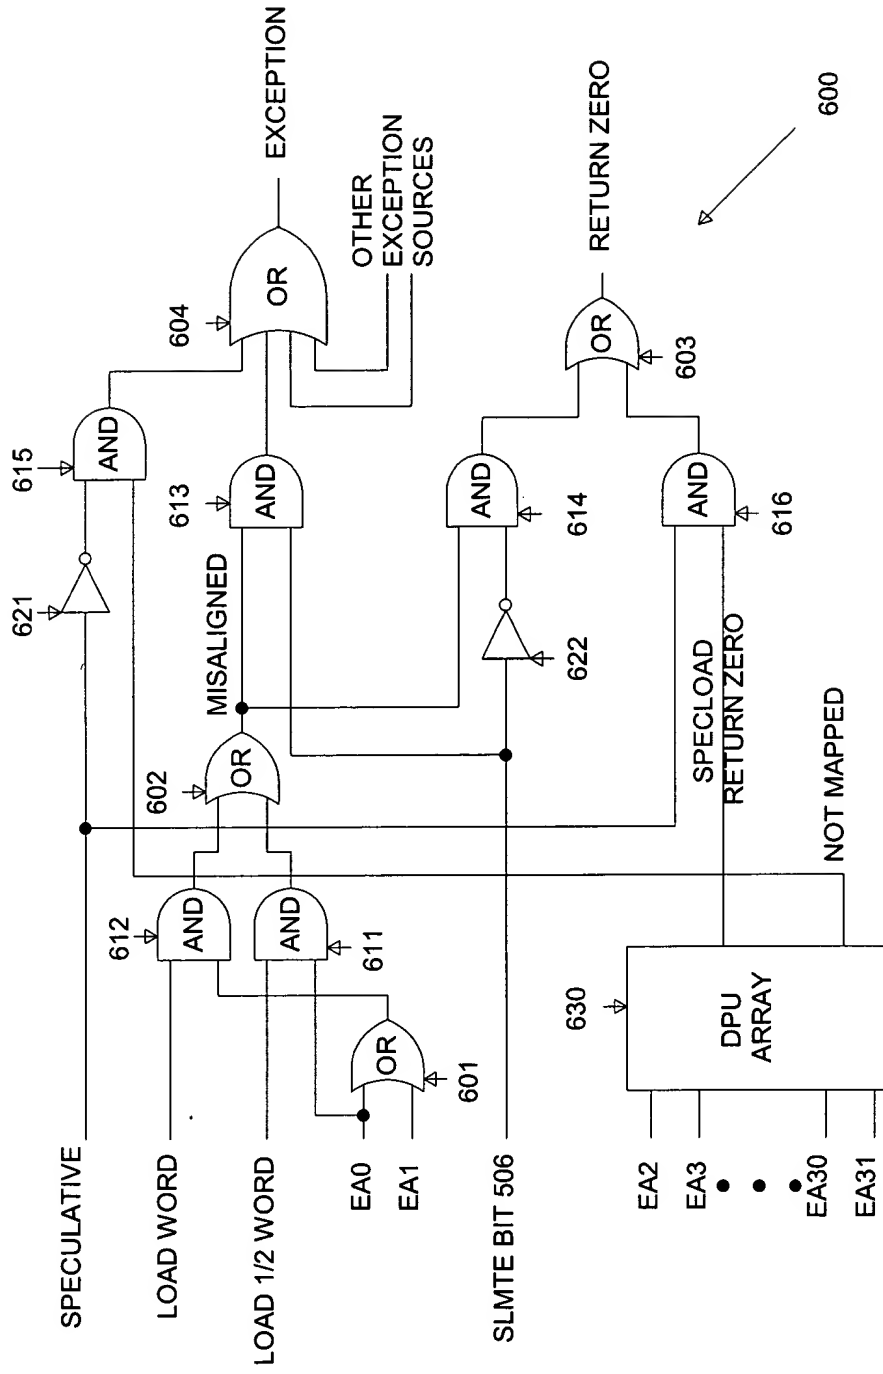 SPECULATIVE
LOAD WORD
LOAD 1/2 WORD
EA0
EA1
SLMTE BIT 506
EA2
EA3
EA30
EA31
OR
601
612
AND
AND
611
630
DPU
ARRAY
602
OR
MISALIGNED
SPECLOAD
RETURN ZERO
NOT MAPPED
621
622
615
AND
613
AND
AND
614
AND
616
604
OR
OTHER
EXCEPTION
SOURCES
OR
603
EXCEPTION
RETURN ZERO
600